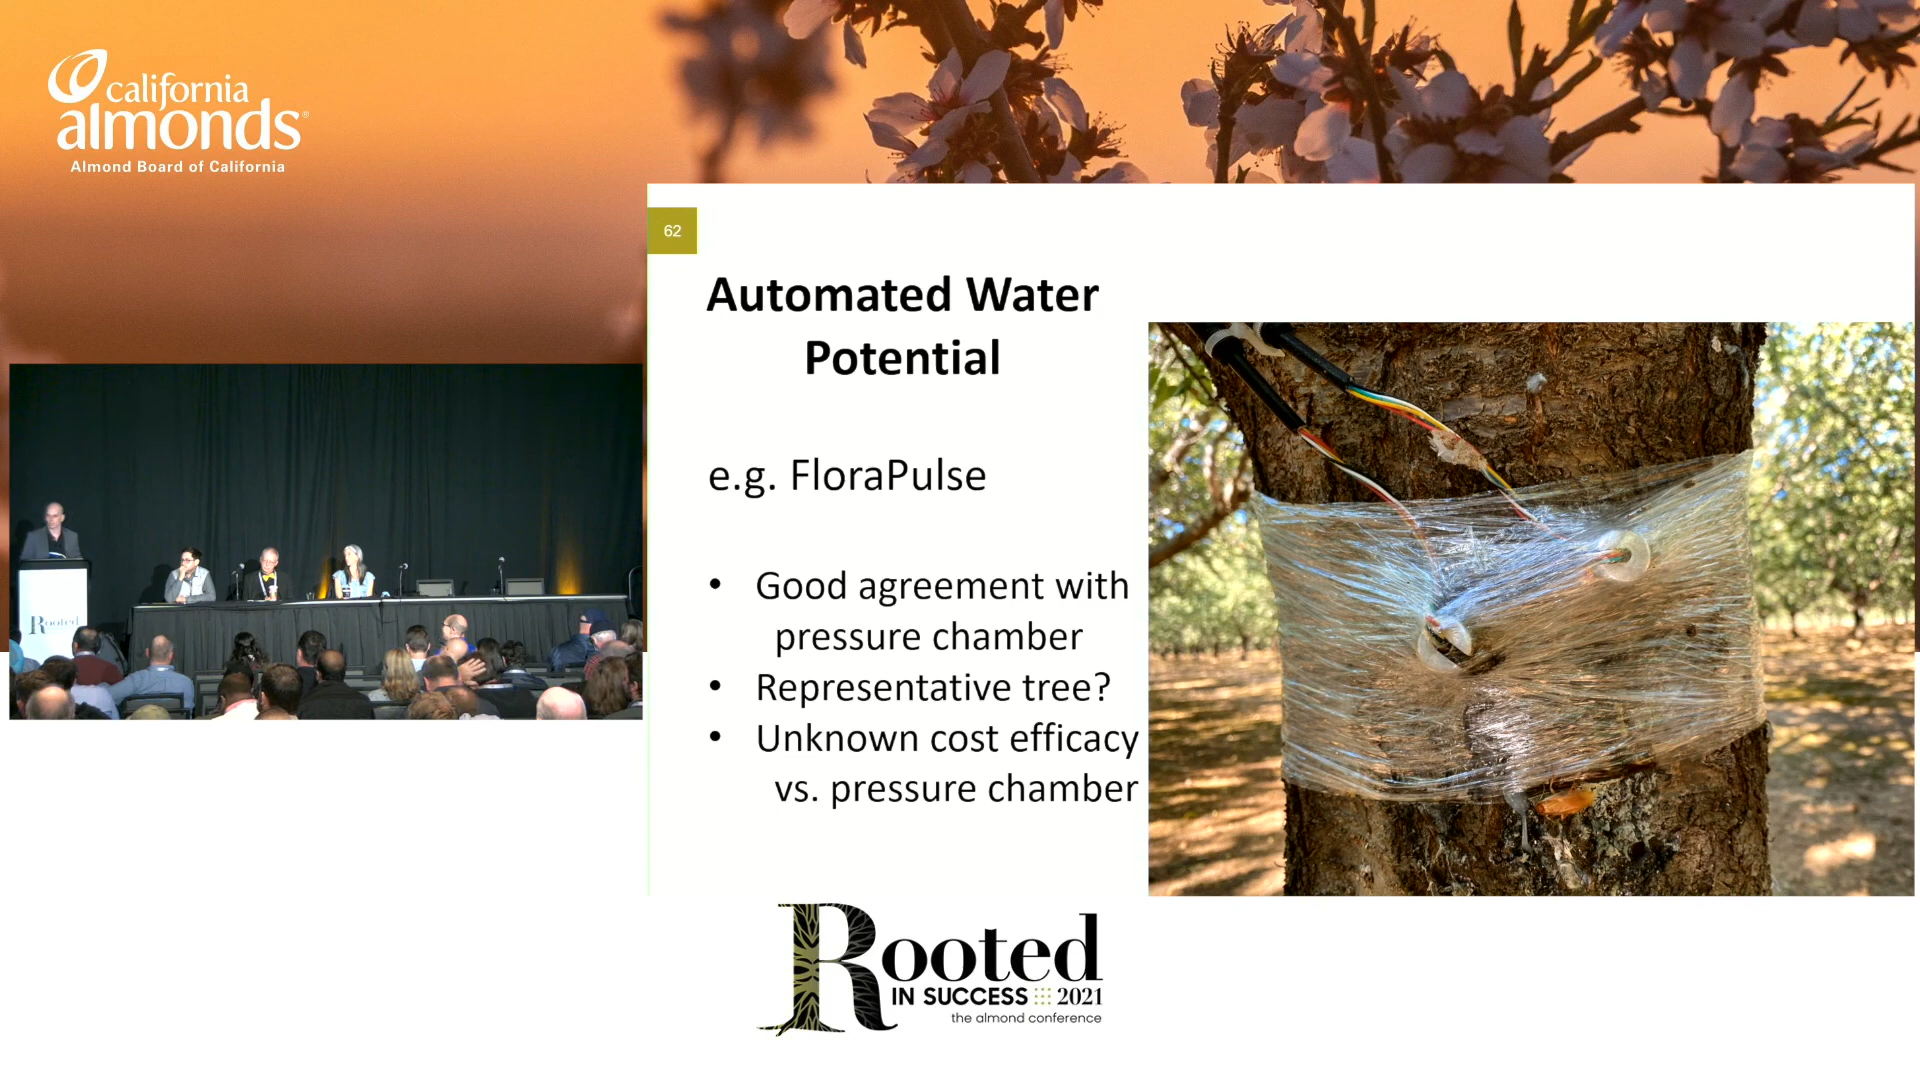 california
almonds®
Almond Board of California
62
Automated Water
Potential
e.g. FloraPulse
• Good agreement with
pressure chamber
• Representative tree?
• Unknown cost efficacy
vs. pressure chamber
Rooted
Rooted
IN SUCCESS 2021
the almond conference